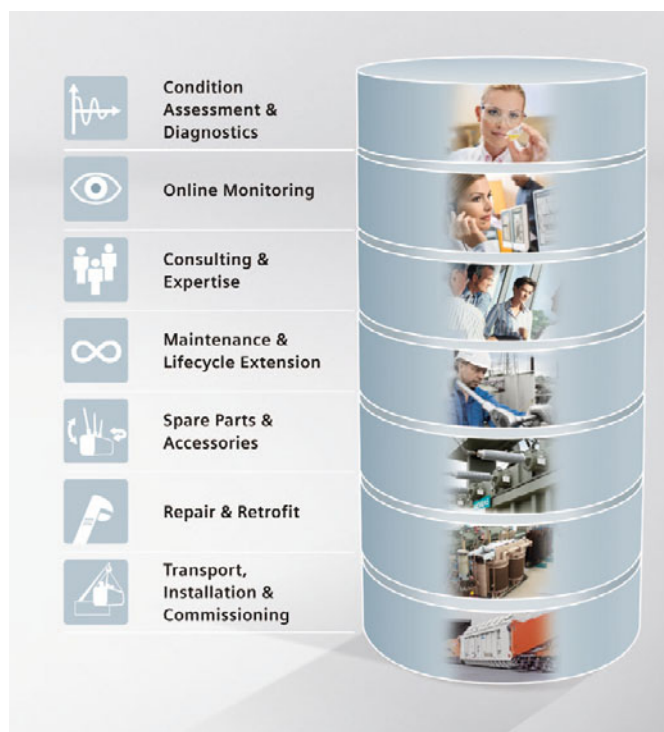 Condition
Assessment &
Diagnostics
Online Monitoring
Consulting &
Expertise
Maintenance &
Lifecycle Extension
Spare Parts &
Accessories
Repair & Retrofit
Transport,
Installation &
Commissioning